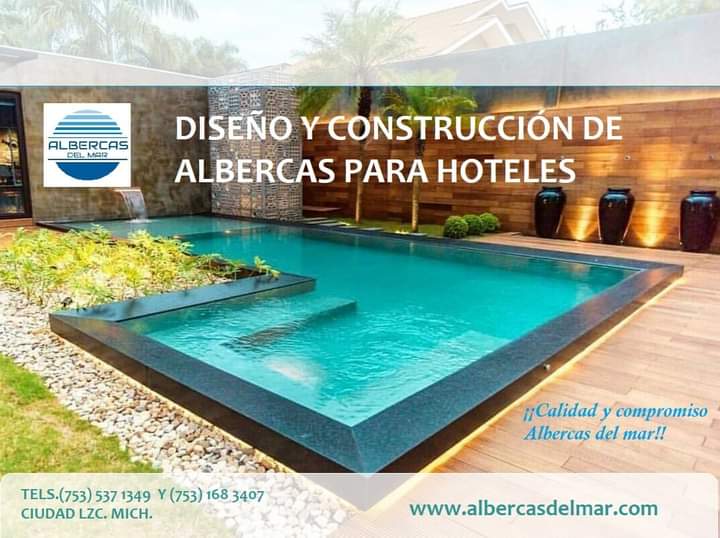 ALBERCAS
DEL MAR
DISEÑO Y CONSTRUCCIÓN DE
ALBERCAS PARA HOTELES
¡¡Calidad y compromiso
Albercas del mar!!
TELS.(753) 537 1349 Y (753) 168 3407
CIUDAD LZC. MICH.
www.albercasdelmar.com